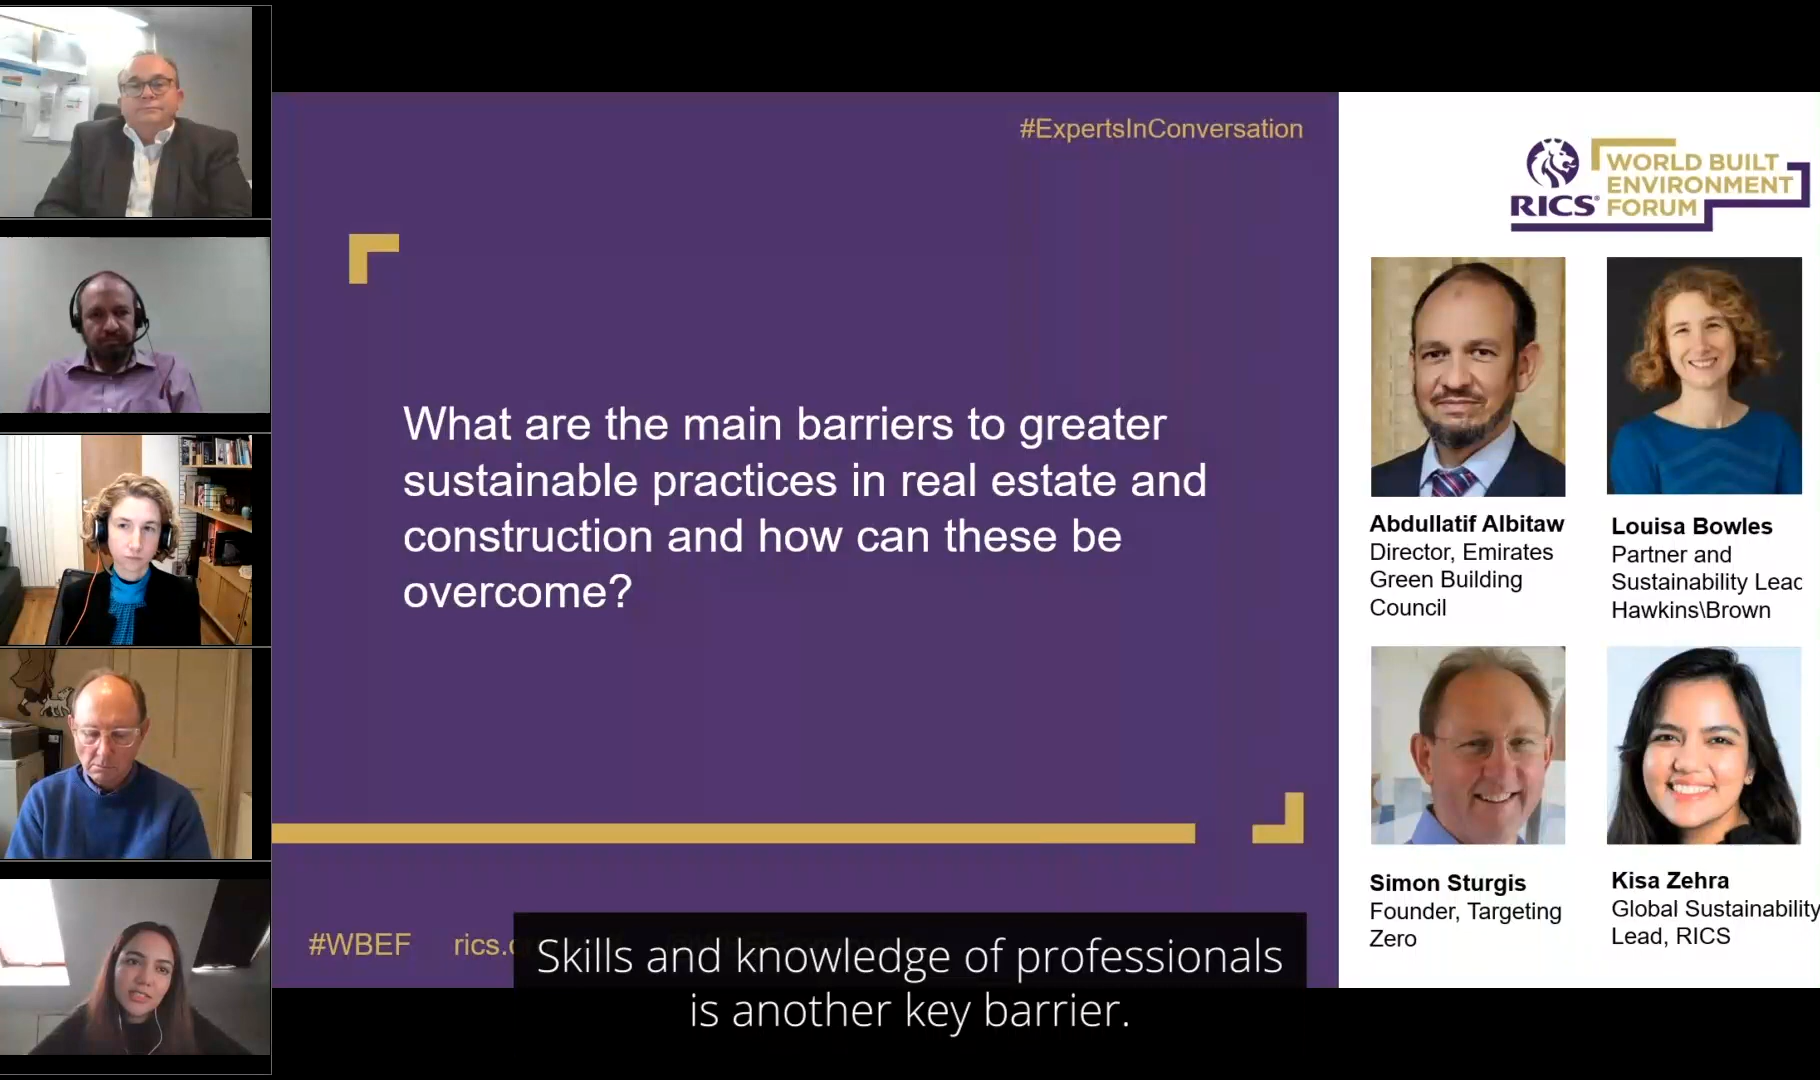 #ExpertsInConversation
What are the main barriers to greater
sustainable practices in real estate and
construction and how can these be
overcome?
#WBEF
rics.o
RICS
WORLD BUILT
ENVIRONMENT
FORUM
Abdullatif Albitaw
Director, Emirates
Green Building
Council
Louisa Bowles
Partner and
Sustainability Lead
Hawkins\Brown
Simon Sturgis
Founder, Targeting
Zero
Kisa Zehra
Global Sustainability
Lead, RICS
Skills and knowledge of professionals
is another key barrier.